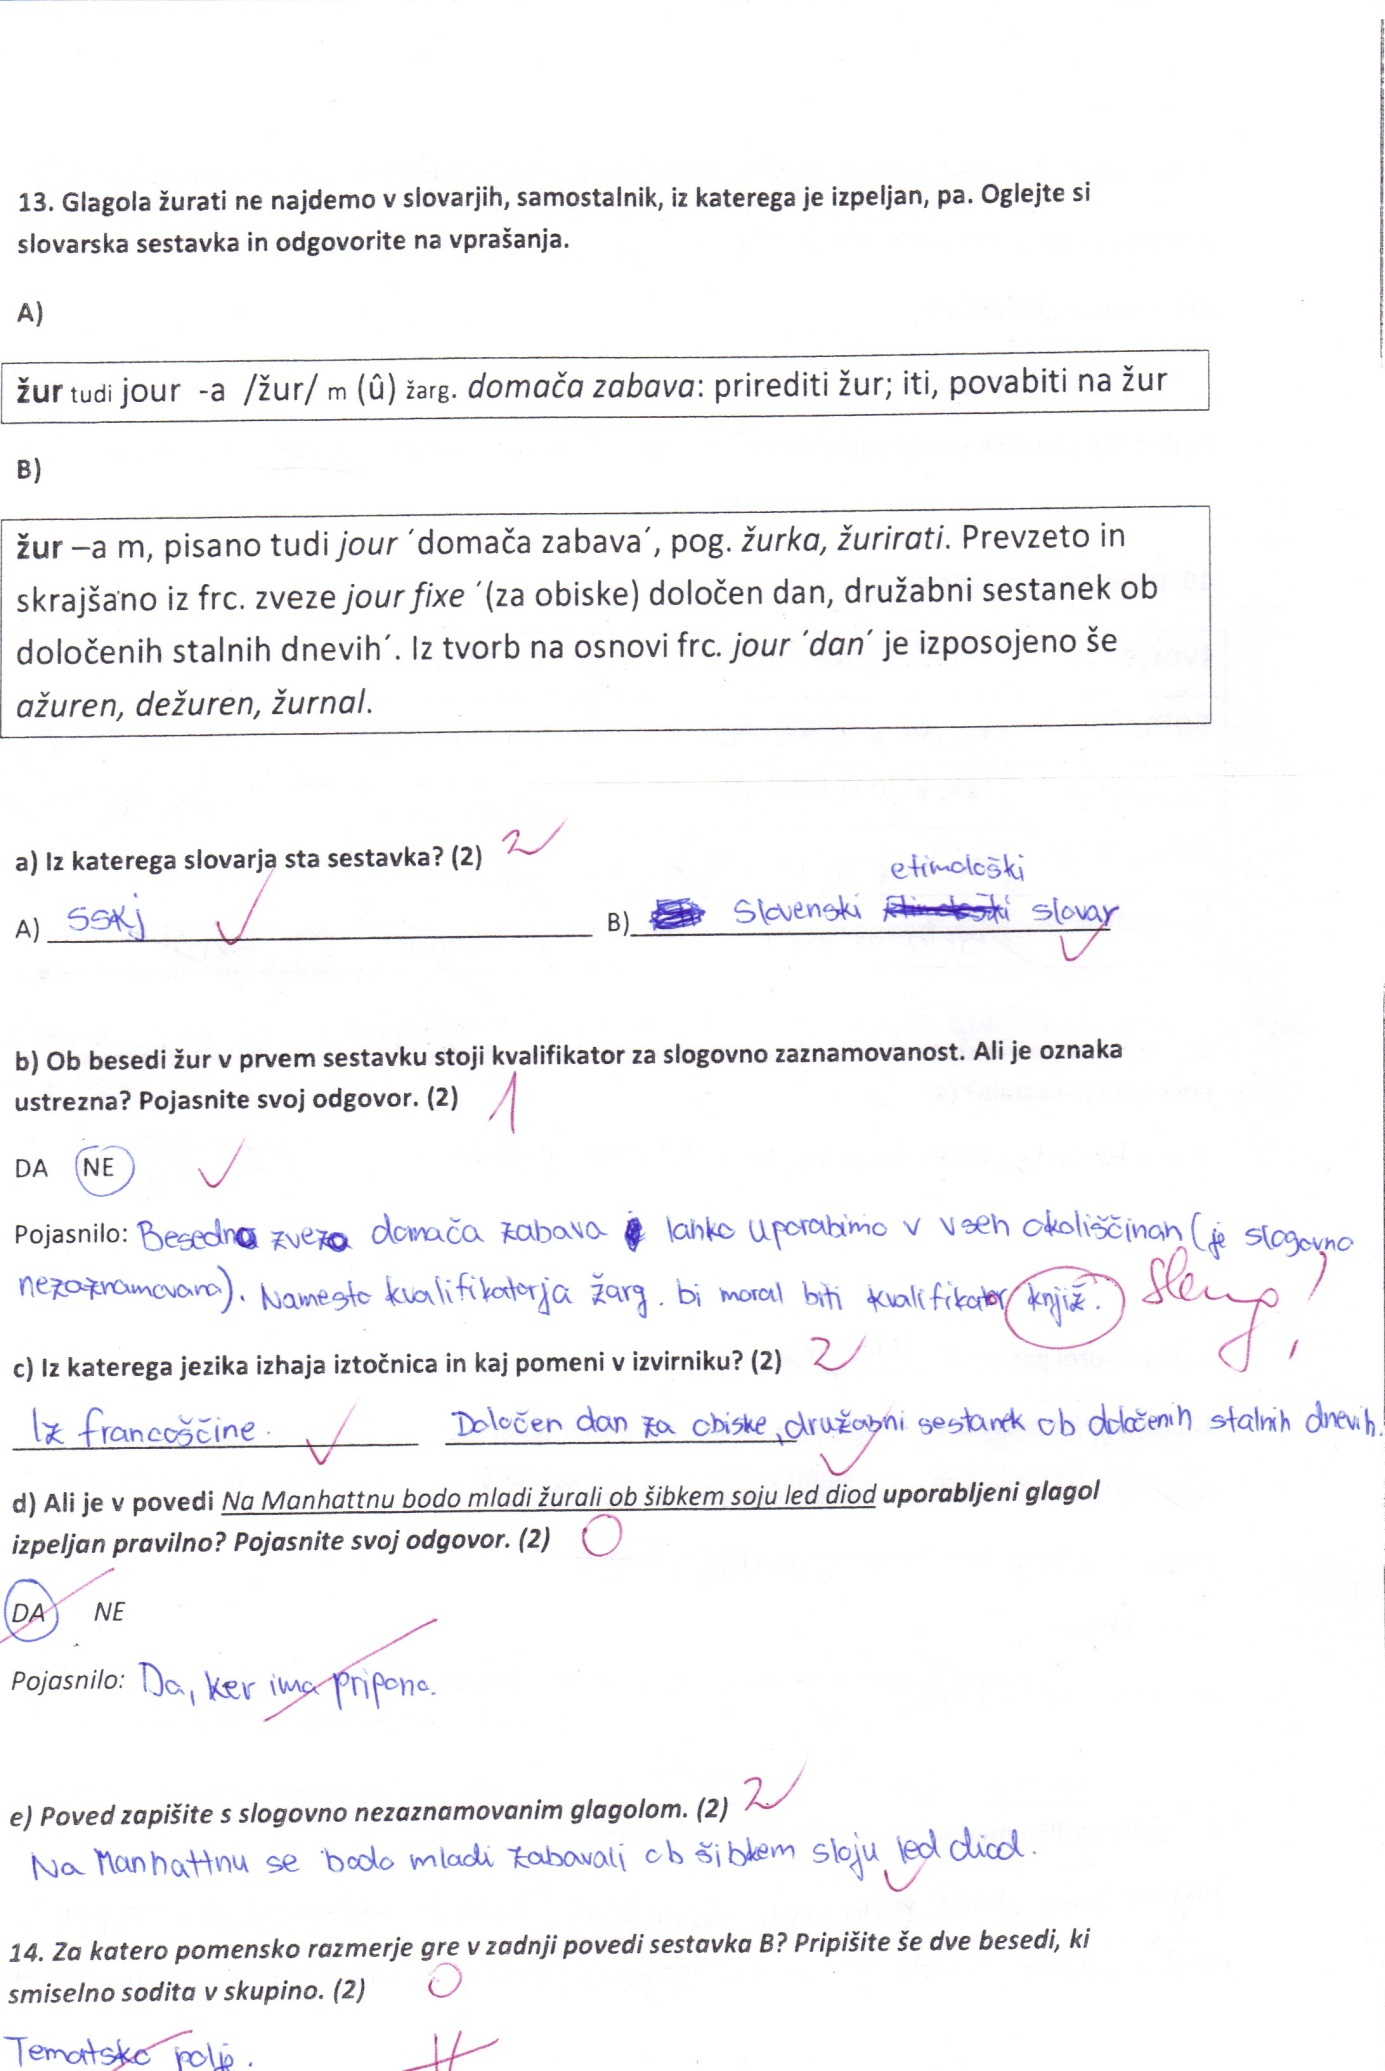 13. Glagola žurati ne najdemo v slovarjih, samostalnik, iz katerega je izpeljan, pa. Oglejte si
slovarska sestavka in odgovorite na vprašanja.
A)
žur tudi jour -a /žur/ m (û) žarg. domača zabava: prirediti žur; iti, povabiti na žur
B)
žur –a m, pisano tudi jour ´domača zabava´, pog. žurka, žurirati. Prevzeto in
skrajšano iz frc. zveze jour fixe ´(za obiske) določen dan, družabni sestanek ob
določenih stalnih dnevih´. Iz tvorb na osnovi frc. jour ´dan´ je izposojeno še
ažuren, dežuren, žurnal.
a) Iz katerega slovarja sta sestavka? (2) 2
etimološki
A) SSKJ B) Slovenski slovar
b) Ob besedi žur v prvem sestavku stoji kvalifikator za slogovno zaznamovanost. Ali je oznaka
ustrezna? Pojasnite svoj odgovor. (2) 1
DA NE
Pojasnilo: Besedna zveza domača zabava lahko uporabimo v vseh okoliščinah (je slogovno
nezaznamovana). Namesto kvalifikatorja žarg. bi moral biti kvalifikator knjiž. Sleng!
c) Iz katerega jezika izhaja iztočnica in kaj pomeni v izvirniku? (2) 2
Iz francoščine. Določen dan za obiske, družabni sestanek ob določenih stalnih dnevih.
d) Ali je v povedi Na Manhattnu bodo mladi žurali ob šibkem soju led diod uporabljeni glagol
izpeljan pravilno? Pojasnite svoj odgovor. (2) 0
DA NE
Pojasnilo: Da, ker ima pripono.
e) Poved zapišite s slogovno nezaznamovanim glagolom. (2) 2
Na Manhattnu se bodo mladi zabavali ob šibkem sloju led diod.
14. Za katero pomensko razmerje gre v zadnji povedi sestavka B? Pripišite še dve besedi, ki
smiselno sodita v skupino. (2) 0
Tematsko polje.